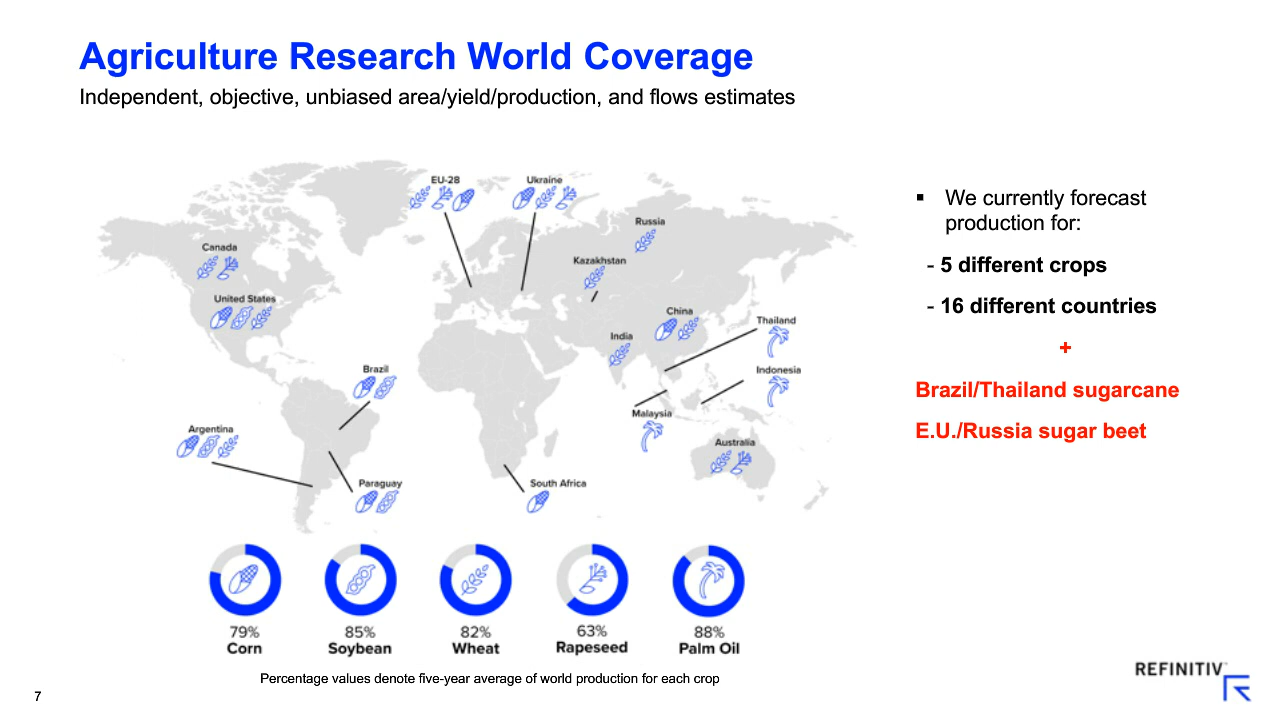 Agriculture Research World Coverage
Independent, objective, unbiased area/yield/production, and flows estimates
EU-28
Ukraine
Russia
Canada
Kazakhstan
United States
China
Thailand
India
Brazil
Indonesia
Malaysia
Argentina
Australia
Paraguay
South Africa
▪ We currently forecast
production for:
- 5 different crops
- 16 different countries
+
Brazil/Thailand sugarcane
E.U./Russia sugar beet
79%
Corn
85%
Soybean
82%
Wheat
63%
Rapeseed
88%
Palm Oil
Percentage values denote five-year average of world production for each crop
REFINITIV
7